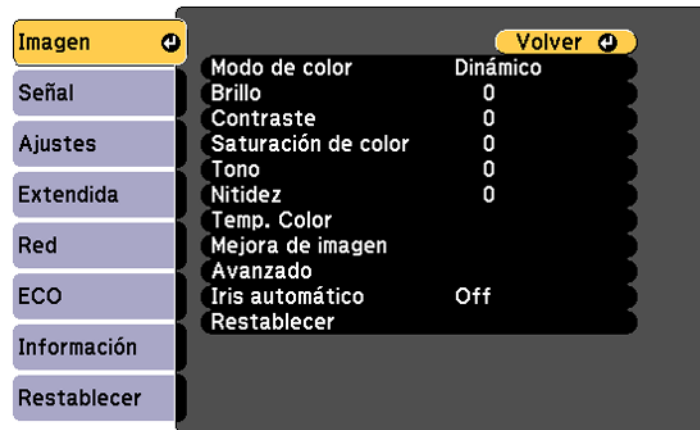 Imagen
Señal
Ajustes
Extendida
Red
ECO
Información
Restablecer
Volver
Modo de color Dinámico
Brillo 0
Contraste 0
Saturación de color 0
Tono 0
Nitidez 0
Temp. Color
Mejora de imagen
Avanzado
Iris automático Off
Restablecer